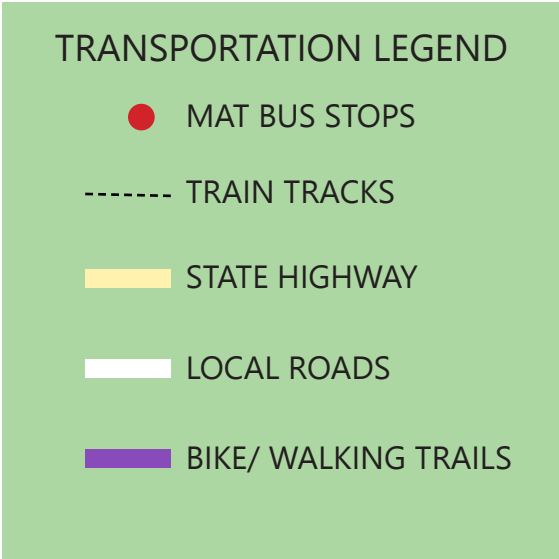 TRANSPORTATION LEGEND
MAT BUS STOPS
TRAIN TRACKS
STATE HIGHWAY
LOCAL ROADS
BIKE/ WALKING TRAILS